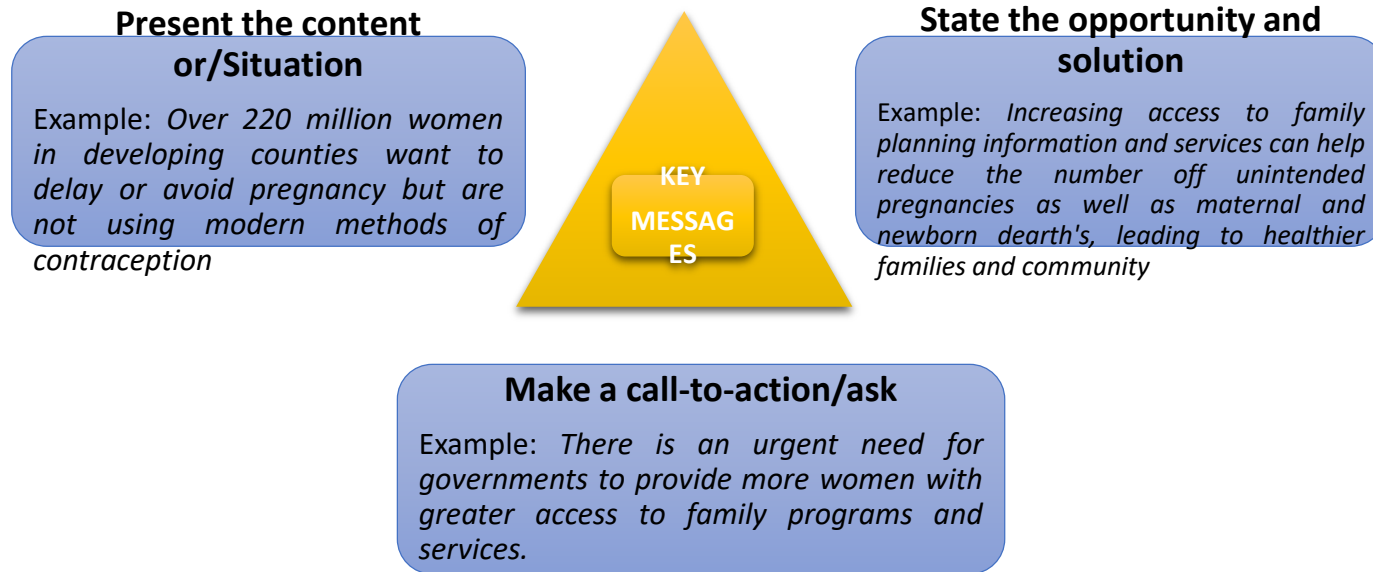 Present the content
or/Situation
Example: Over 220 million women
in developing counties want to
delay or avoid pregnancy but are
not using modern methods of
contraception
KEY
MESSAG
ES
State the opportunity and
solution
Example: Increasing access to family
planning information and services can help
reduce the number off unintended
pregnancies as well as maternal and
newborn dearth's, leading to healthier
families and community
Make a call-to-action/ask
Example: There is an urgent need for
governments to provide more women with
greater access to family programs and
services.